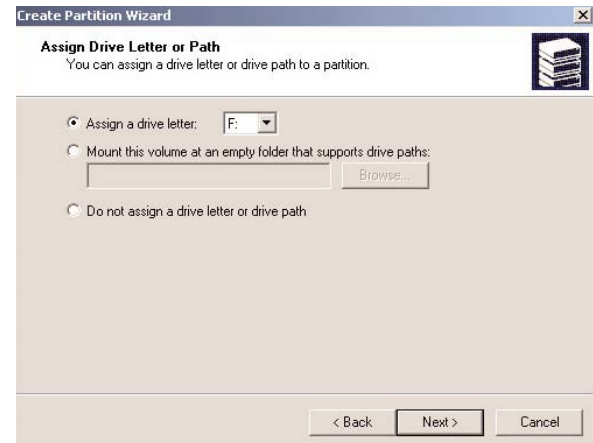 Create Partition Wizard
Assign Drive Letter or Path
You can assign a drive letter or drive path to a partition.
Assign a drive letter: F:
Mount this volume at an empty folder that supports drive paths:
Browse...
Do not assign a drive letter or drive path
< Back Next > Cancel